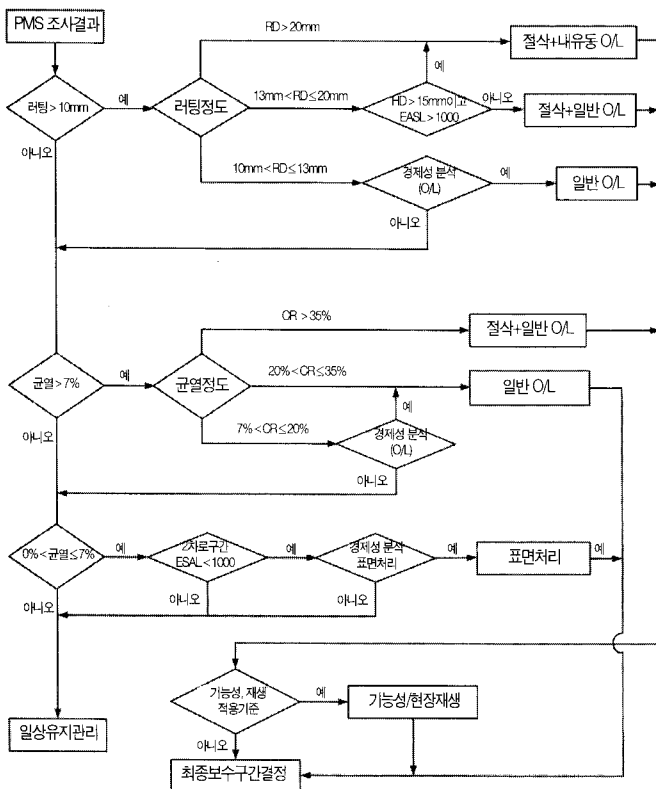 PMS 조사결과
RD>20mm
절삭+내유동 O/L
예
러팅>10mm
예
러팅정도
13mm<RD≤20mm
HD>15mm이고
EASL>1000
아니오
절삭+일반 O/L
아니오
10mm<RD≤13mm
경제성 분석
(O/L)
예
일반 O/L
아니오
CR>35%
절삭+일반 O/L
균열>7%
예
균열정도
20%<CR≤35%
일반 O/L
예
아니오
7%<CR≤20%
경제성 분석
(O/L)
아니오
0%<균열≤7%
예
2차로구간
ESAL<1000
예
경제성 분석
표면처리
예
표면처리
예
아니오
아니오
아니오
기능성, 재생
적용기준
예
기능성/현장재생
일상유지관리
아니오
최종보수구간결정